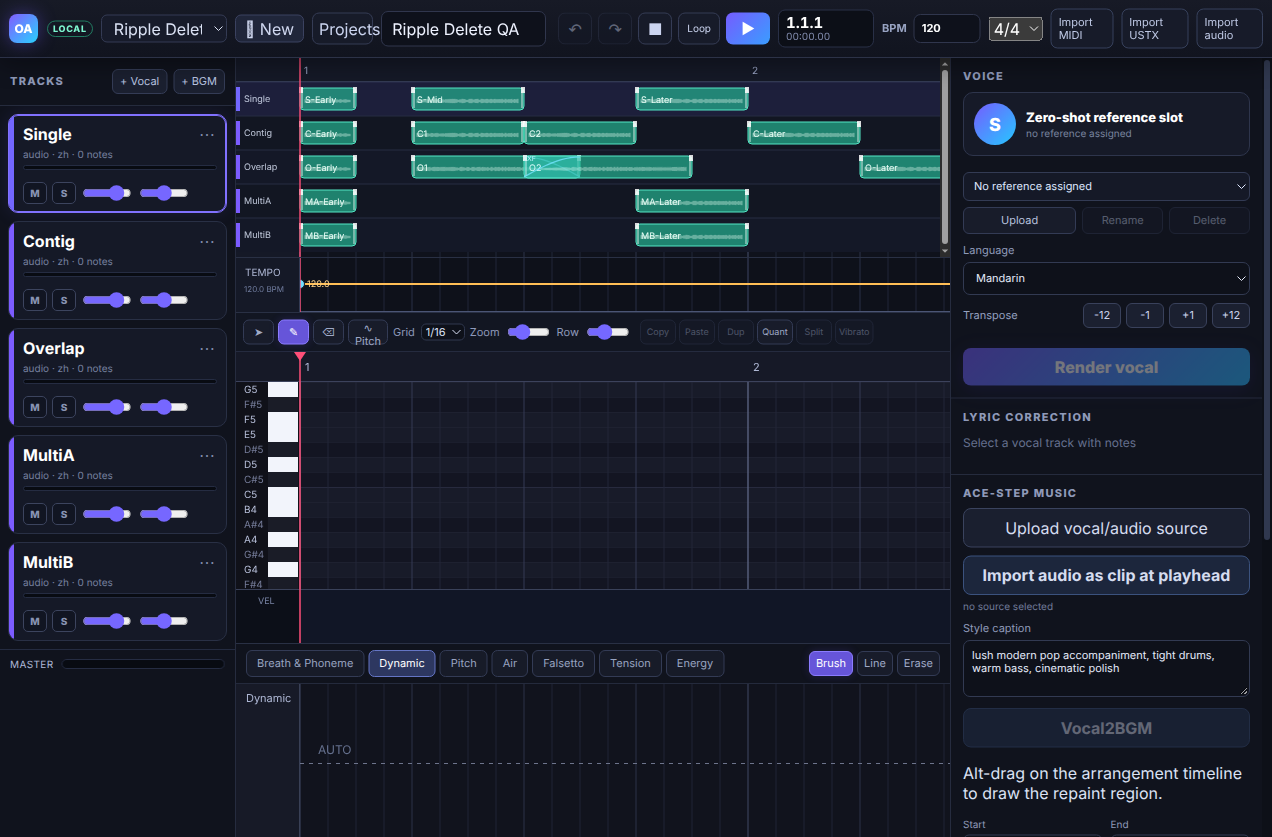 OA
LOCAL
Ripple Delet
New
Projects
Ripple Delete QA
Loop
1.1.1
00:00.00
BPM
120
4/4
Import MIDI
Import USTX
Import audio
TRACKS
+ Vocal
+ BGM
Single
audio · zh · 0 notes
M
S
Contig
audio · zh · 0 notes
M
S
Overlap
audio · zh · 0 notes
M
S
MultiA
audio · zh · 0 notes
M
S
MultiB
audio · zh · 0 notes
M
S
MASTER
1
2
Single
S-Early
S-Mid
S-Later
Contig
C-Early
C1
C2
C-Later
Overlap
O-Early
O1
XF
O2
O-Later
MultiA
MA-Early
MA-Later
MultiB
MB-Early
MB-Later
TEMPO
120.0 BPM
120.0
Pitch
Grid
1/16
Zoom
Row
Copy
Paste
Dup
Quant
Split
Vibrato
1
2
G5
F#5
F5
E5
D#5
D5
C#5
C5
B4
A#4
A4
G#4
G4
F#4
VEL
Breath & Phoneme
Dynamic
Pitch
Air
Falsetto
Tension
Energy
Brush
Line
Erase
Dynamic
AUTO
VOICE
S
Zero-shot reference slot
no reference assigned
No reference assigned
Upload
Rename
Delete
Language
Mandarin
Transpose
-12
-1
+1
+12
Render vocal
LYRIC CORRECTION
Select a vocal track with notes
ACE-STEP MUSIC
Upload vocal/audio source
Import audio as clip at playhead
no source selected
Style caption
lush modern pop accompaniment, tight drums,
warm bass, cinematic polish
Vocal2BGM
Alt-drag on the arrangement timeline
to draw the repaint region.
Start
End